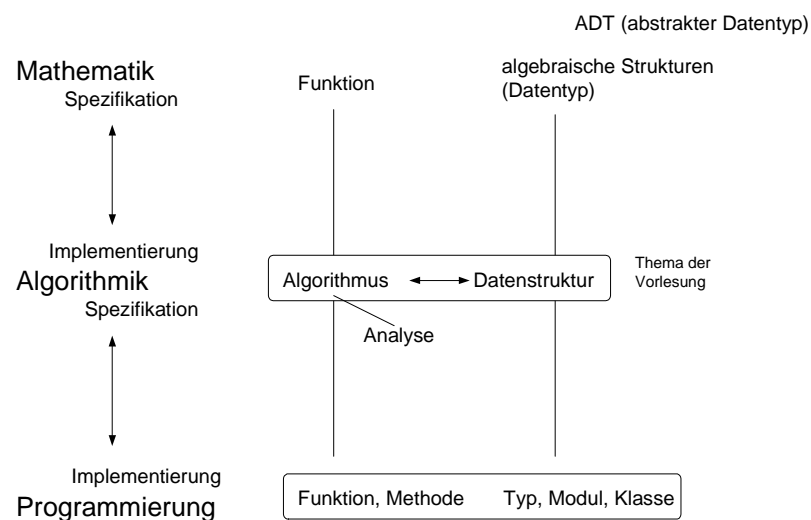 ADT (abstrakter Datentyp)
Mathematik
Spezifikation
Funktion
algebraische Strukturen
(Datentyp)
Implementierung
Algorithmik
Spezifikation
Algorithmus
Datenstruktur
Thema der
Vorlesung
Analyse
Implementierung
Programmierung
Funktion, Methode
Typ, Modul, Klasse